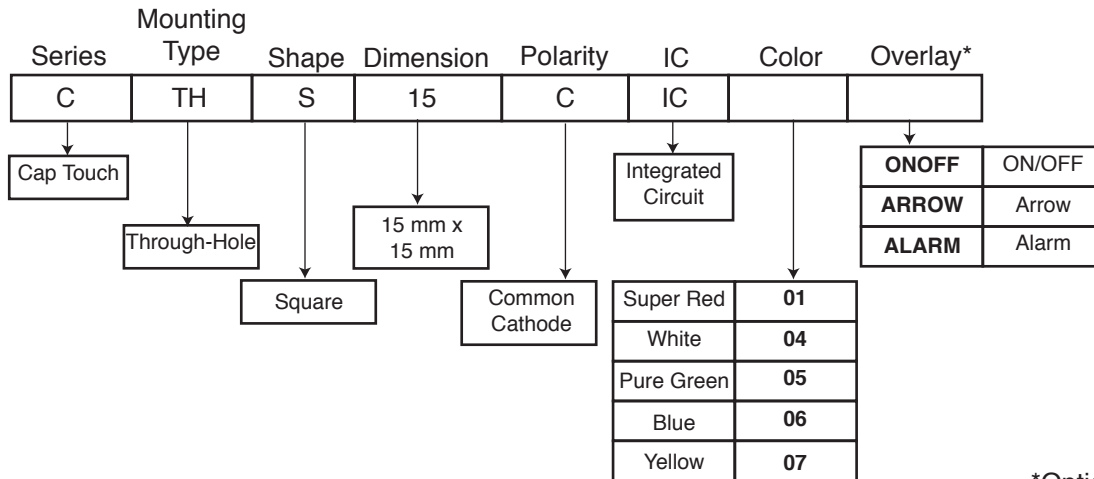 Mounting
Series Type Shape Dimension Polarity IC Color Overlay*
C TH S 15 C IC
Cap Touch
Through-Hole
Square
15 mm x
15 mm
Common
Cathode
Integrated
Circuit
Super Red 01
White 04
Pure Green 05
Blue 06
Yellow 07
ONOFF ON/OFF
ARROW Arrow
ALARM Alarm